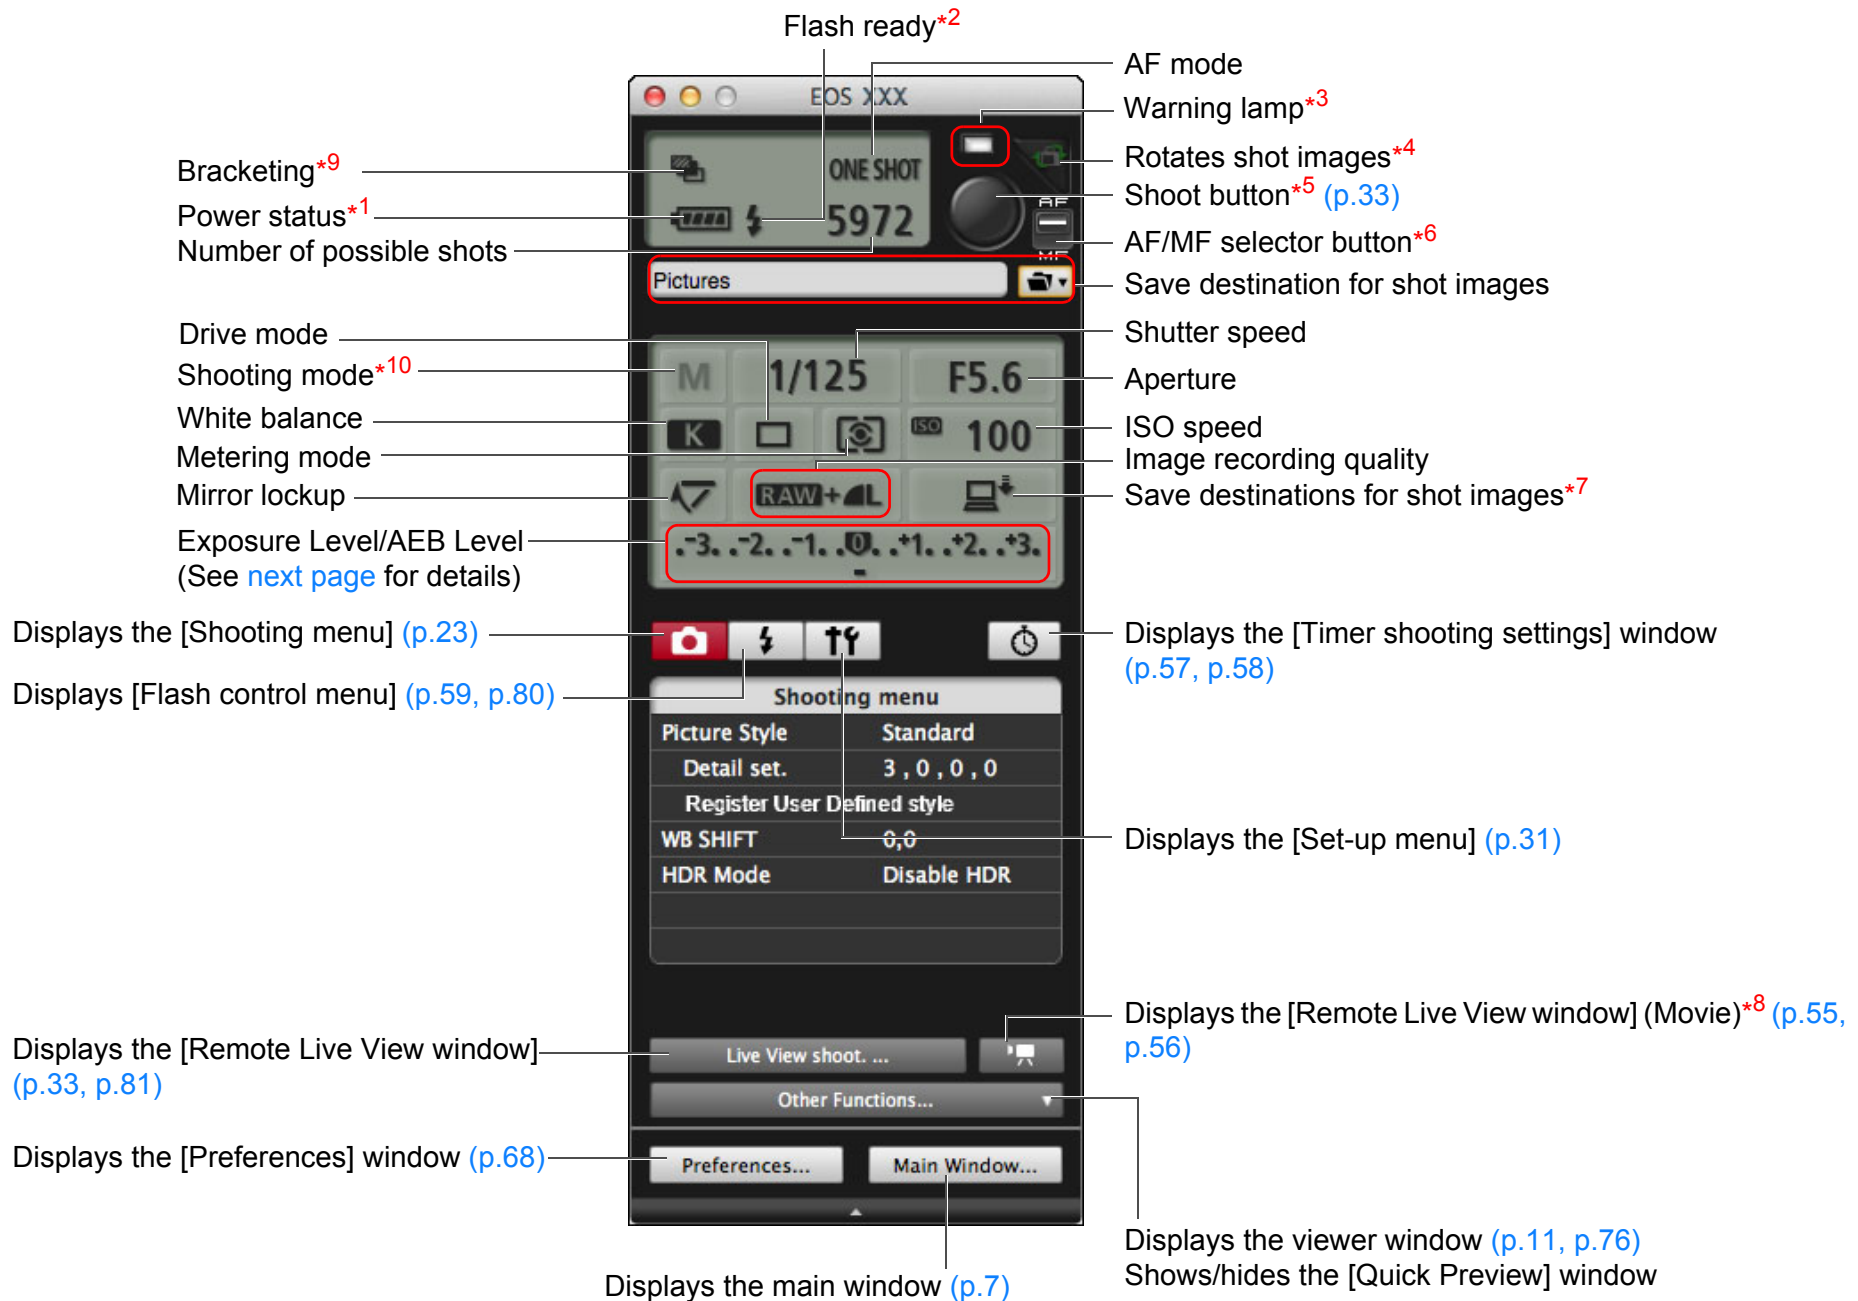 Flash ready*2
AF mode
Warning lamp*3
Rotates shot images*4
Shoot button*5 (p.33)
AF/MF selector button*6
Save destination for shot images
Bracketing*9
Power status*1
Number of possible shots
EOS XXX
ONE SHOT
5972
AF
MF
Pictures
Drive mode
Shooting mode*10
White balance
Metering mode
Mirror lockup
Exposure Level/AEB Level
(See next page for details)
Shutter speed
Aperture
ISO speed
Image recording quality
Save destinations for shot images*7
M 1/125 F5.6
K ISO 100
RAW+L
.-3. .-2. .-1. .0. .+1. .+2. .+3.
Displays the [Shooting menu] (p.23)
Displays [Flash control menu] (p.59, p.80)
Displays the [Timer shooting settings] window
(p.57, p.58)
Shooting menu
Picture Style Standard
Detail set. 3 , 0 , 0 , 0
Register User Defined style
WB SHIFT 0,0
HDR Mode Disable HDR
Displays the [Set-up menu] (p.31)
Displays the [Remote Live View window] (Movie)*8 (p.55,
p.56)
Displays the [Remote Live View window]
(p.33, p.81)
Live View shoot. ...
Other Functions...
Displays the [Preferences] window (p.68)
Preferences...
Main Window...
Displays the viewer window (p.11, p.76)
Shows/hides the [Quick Preview] window
Displays the main window (p.7)